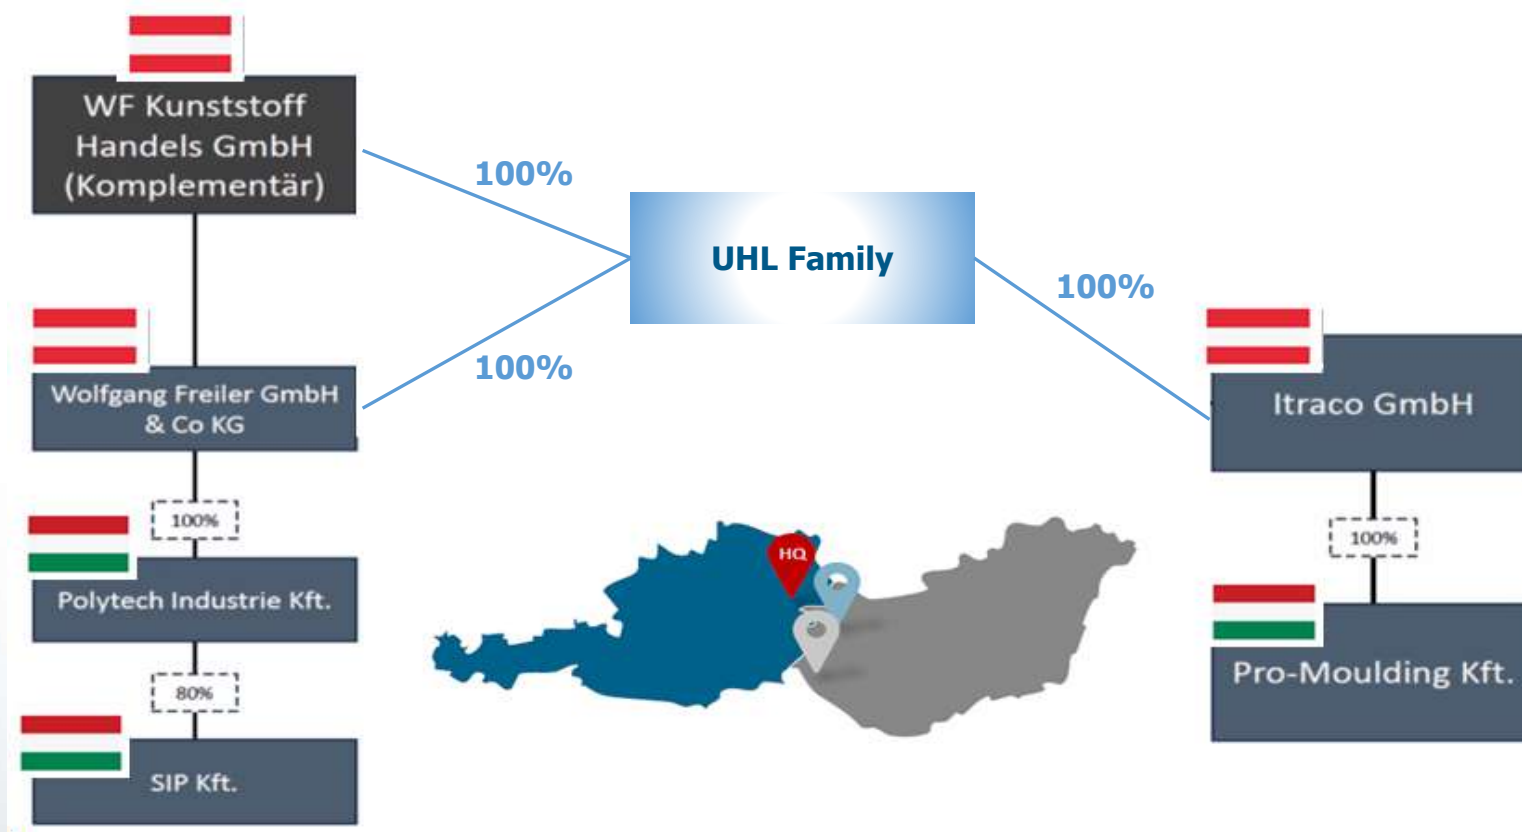 WF Kunststoff
Handels GmbH
(Komplementär)
100%
UHL Family
100%
100%
Wolfgang Freiler GmbH
& Co KG
Itraco GmbH
100%
100%
HQ
Polytech Industrie Kft.
Pro-Moulding Kft.
80%
SIP Kft.